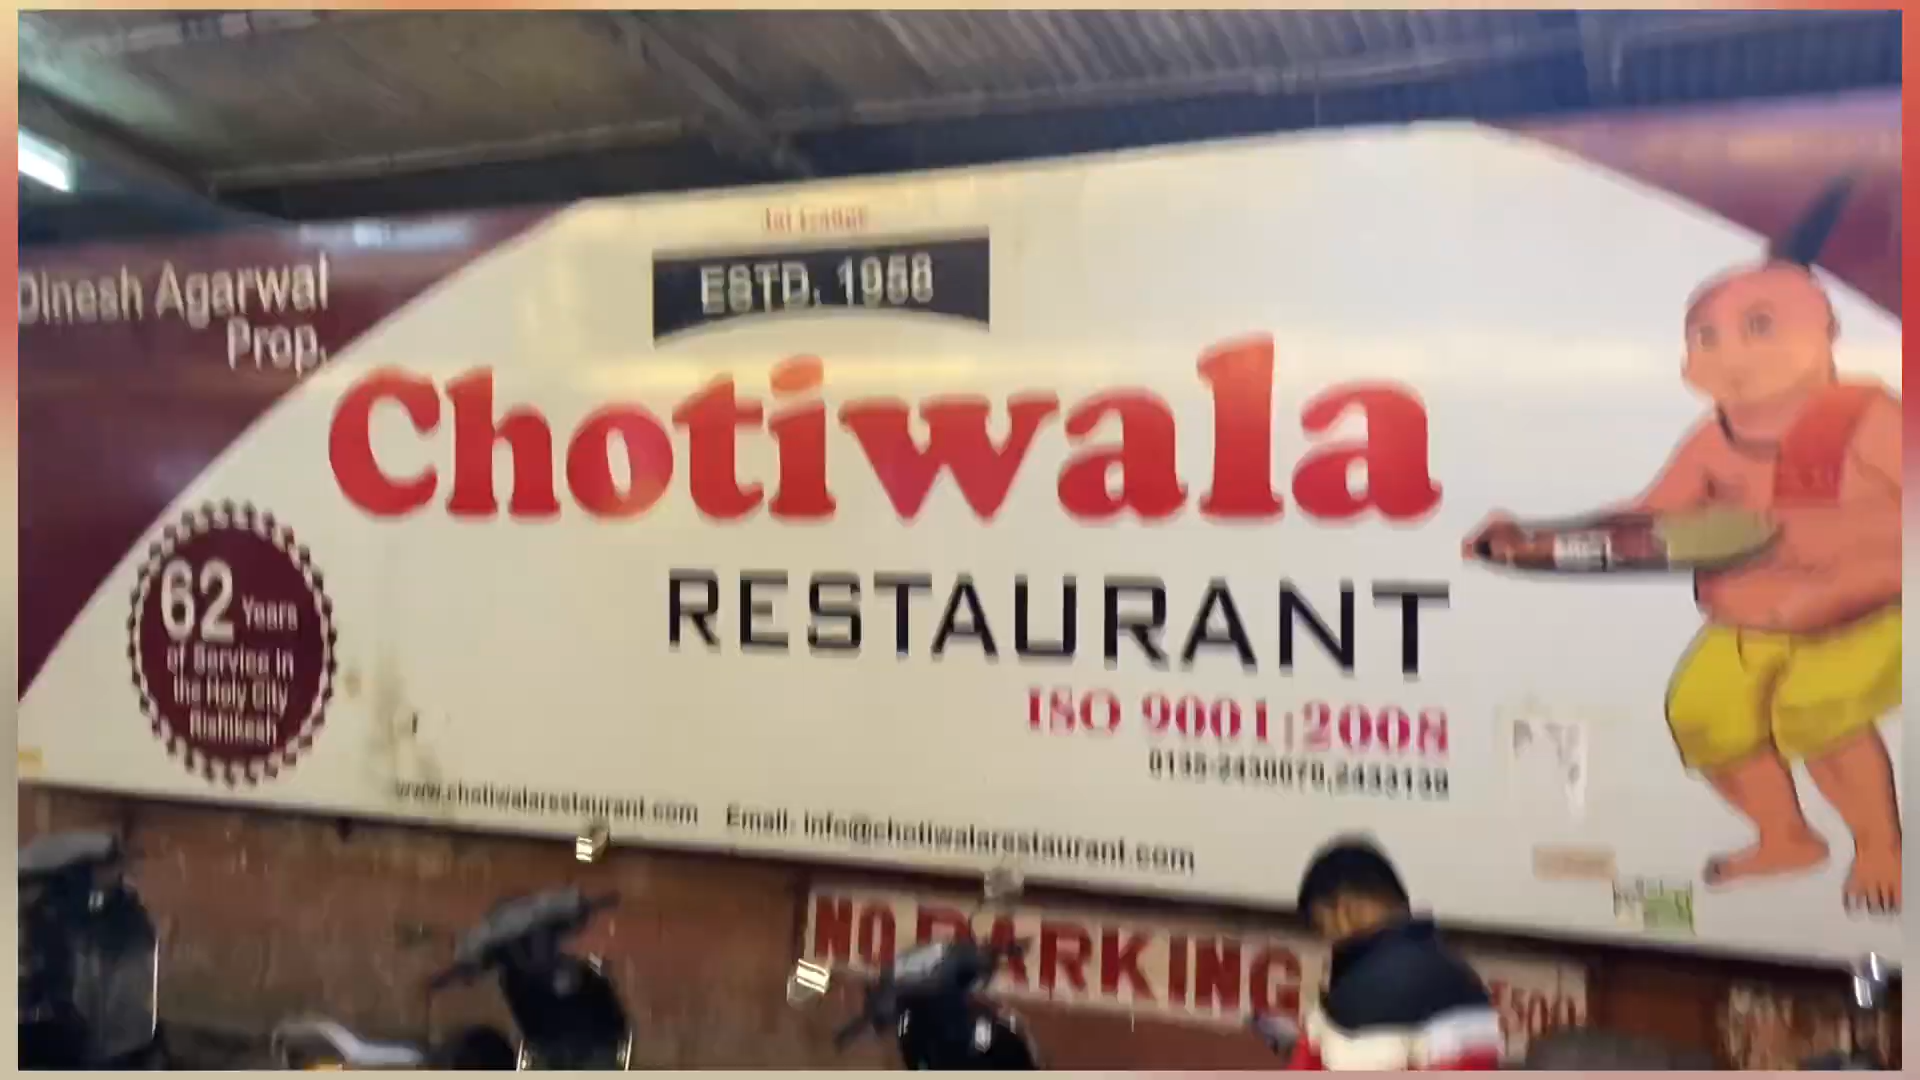 Dinesh Agarwal
Prop.
ESTD. 1958
Chotiwala
RESTAURANT
ISO 9001:2008
62 Years
of Service in
the Holy City
Rishikesh
www.chotiwalarestaurant.com Email: info@chotiwalarestaurant.com
NO PARKING